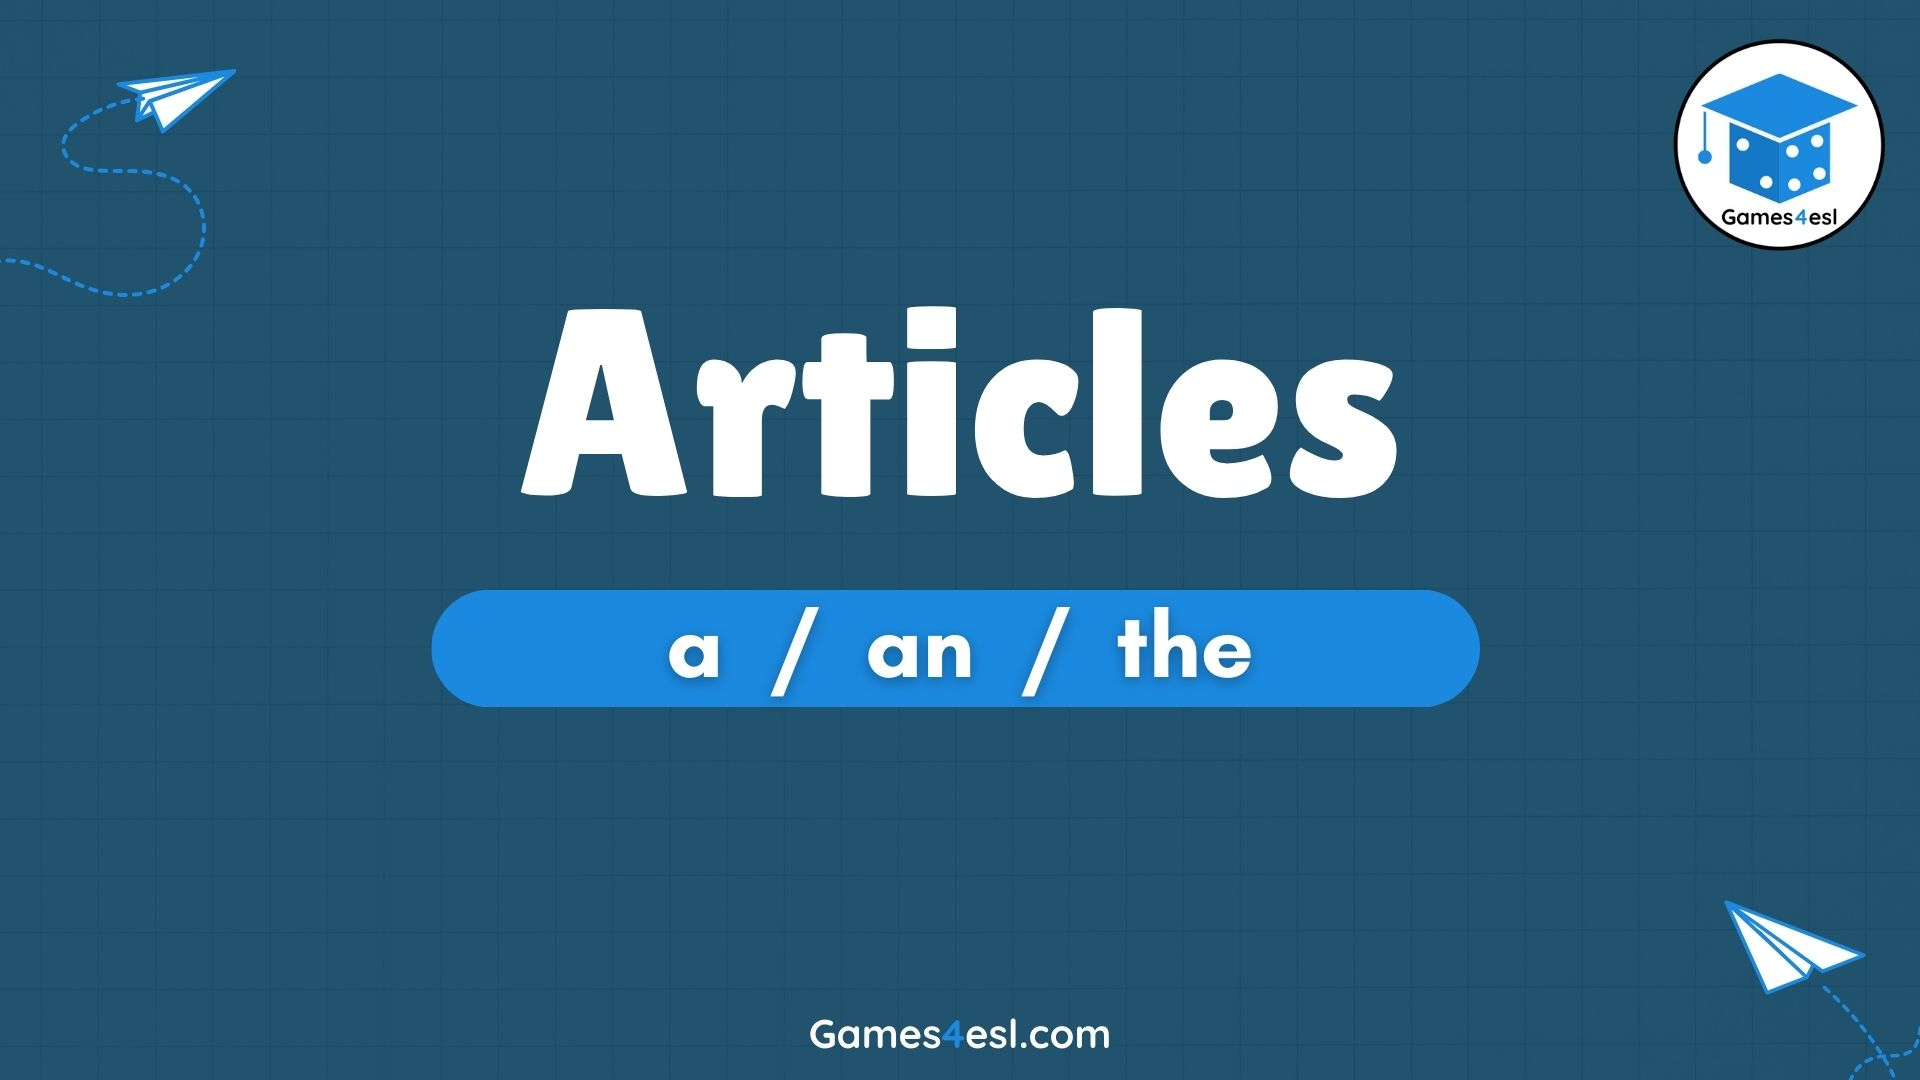 Games4esl
Articles
a / an / the
Games4esl.com